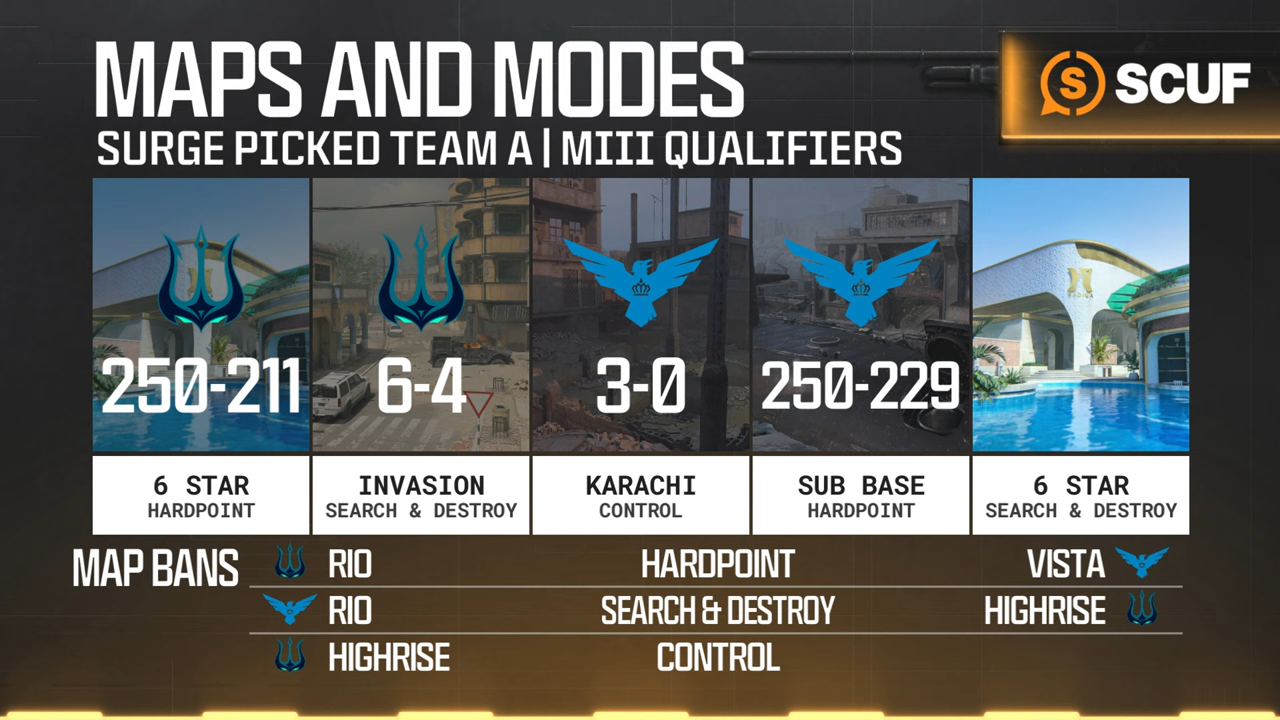 MAPS AND MODES
SCUF
SURGE PICKED TEAM A | MIII QUALIFIERS
250-211
6-4
3-0
250-229
6 STAR
HARDPOINT
INVASION
SEARCH & DESTROY
KARACHI
CONTROL
SUB BASE
HARDPOINT
6 STAR
SEARCH & DESTROY
MAP BANS
RIO HARDPOINT VISTA
RIO SEARCH & DESTROY HIGHRISE
HIGHRISE CONTROL